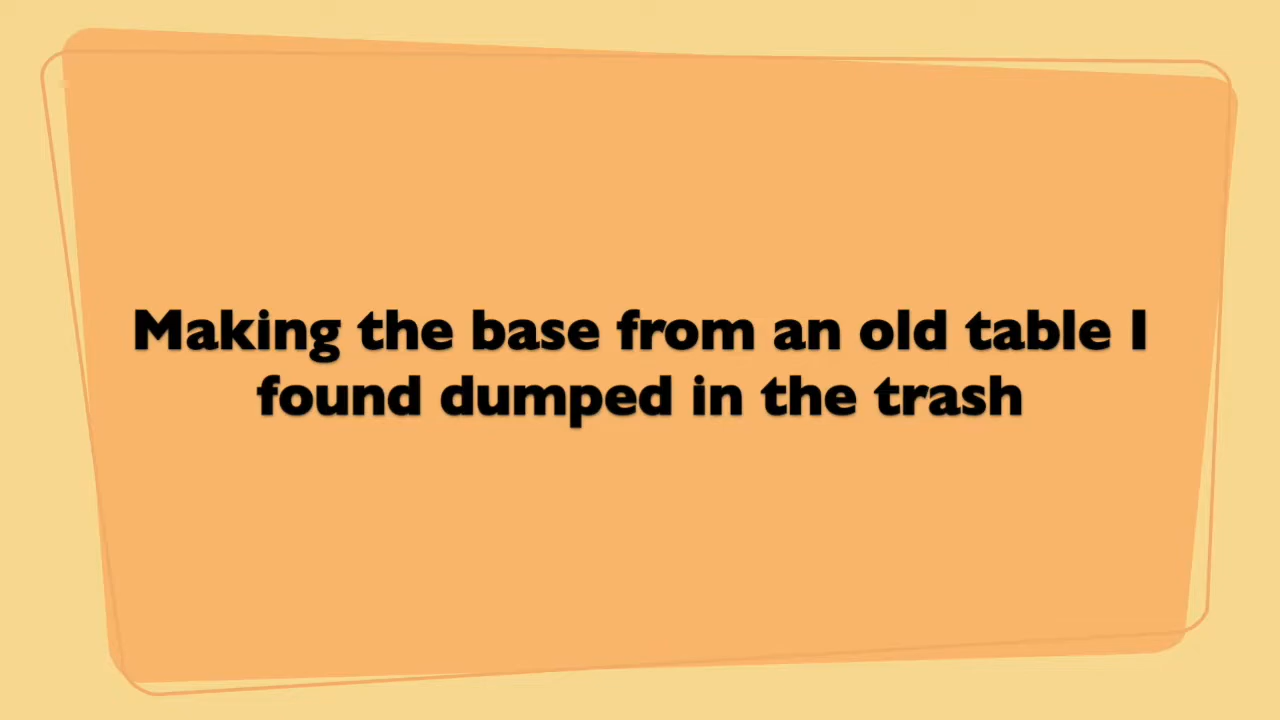 Making the base from an old table I
found dumped in the trash